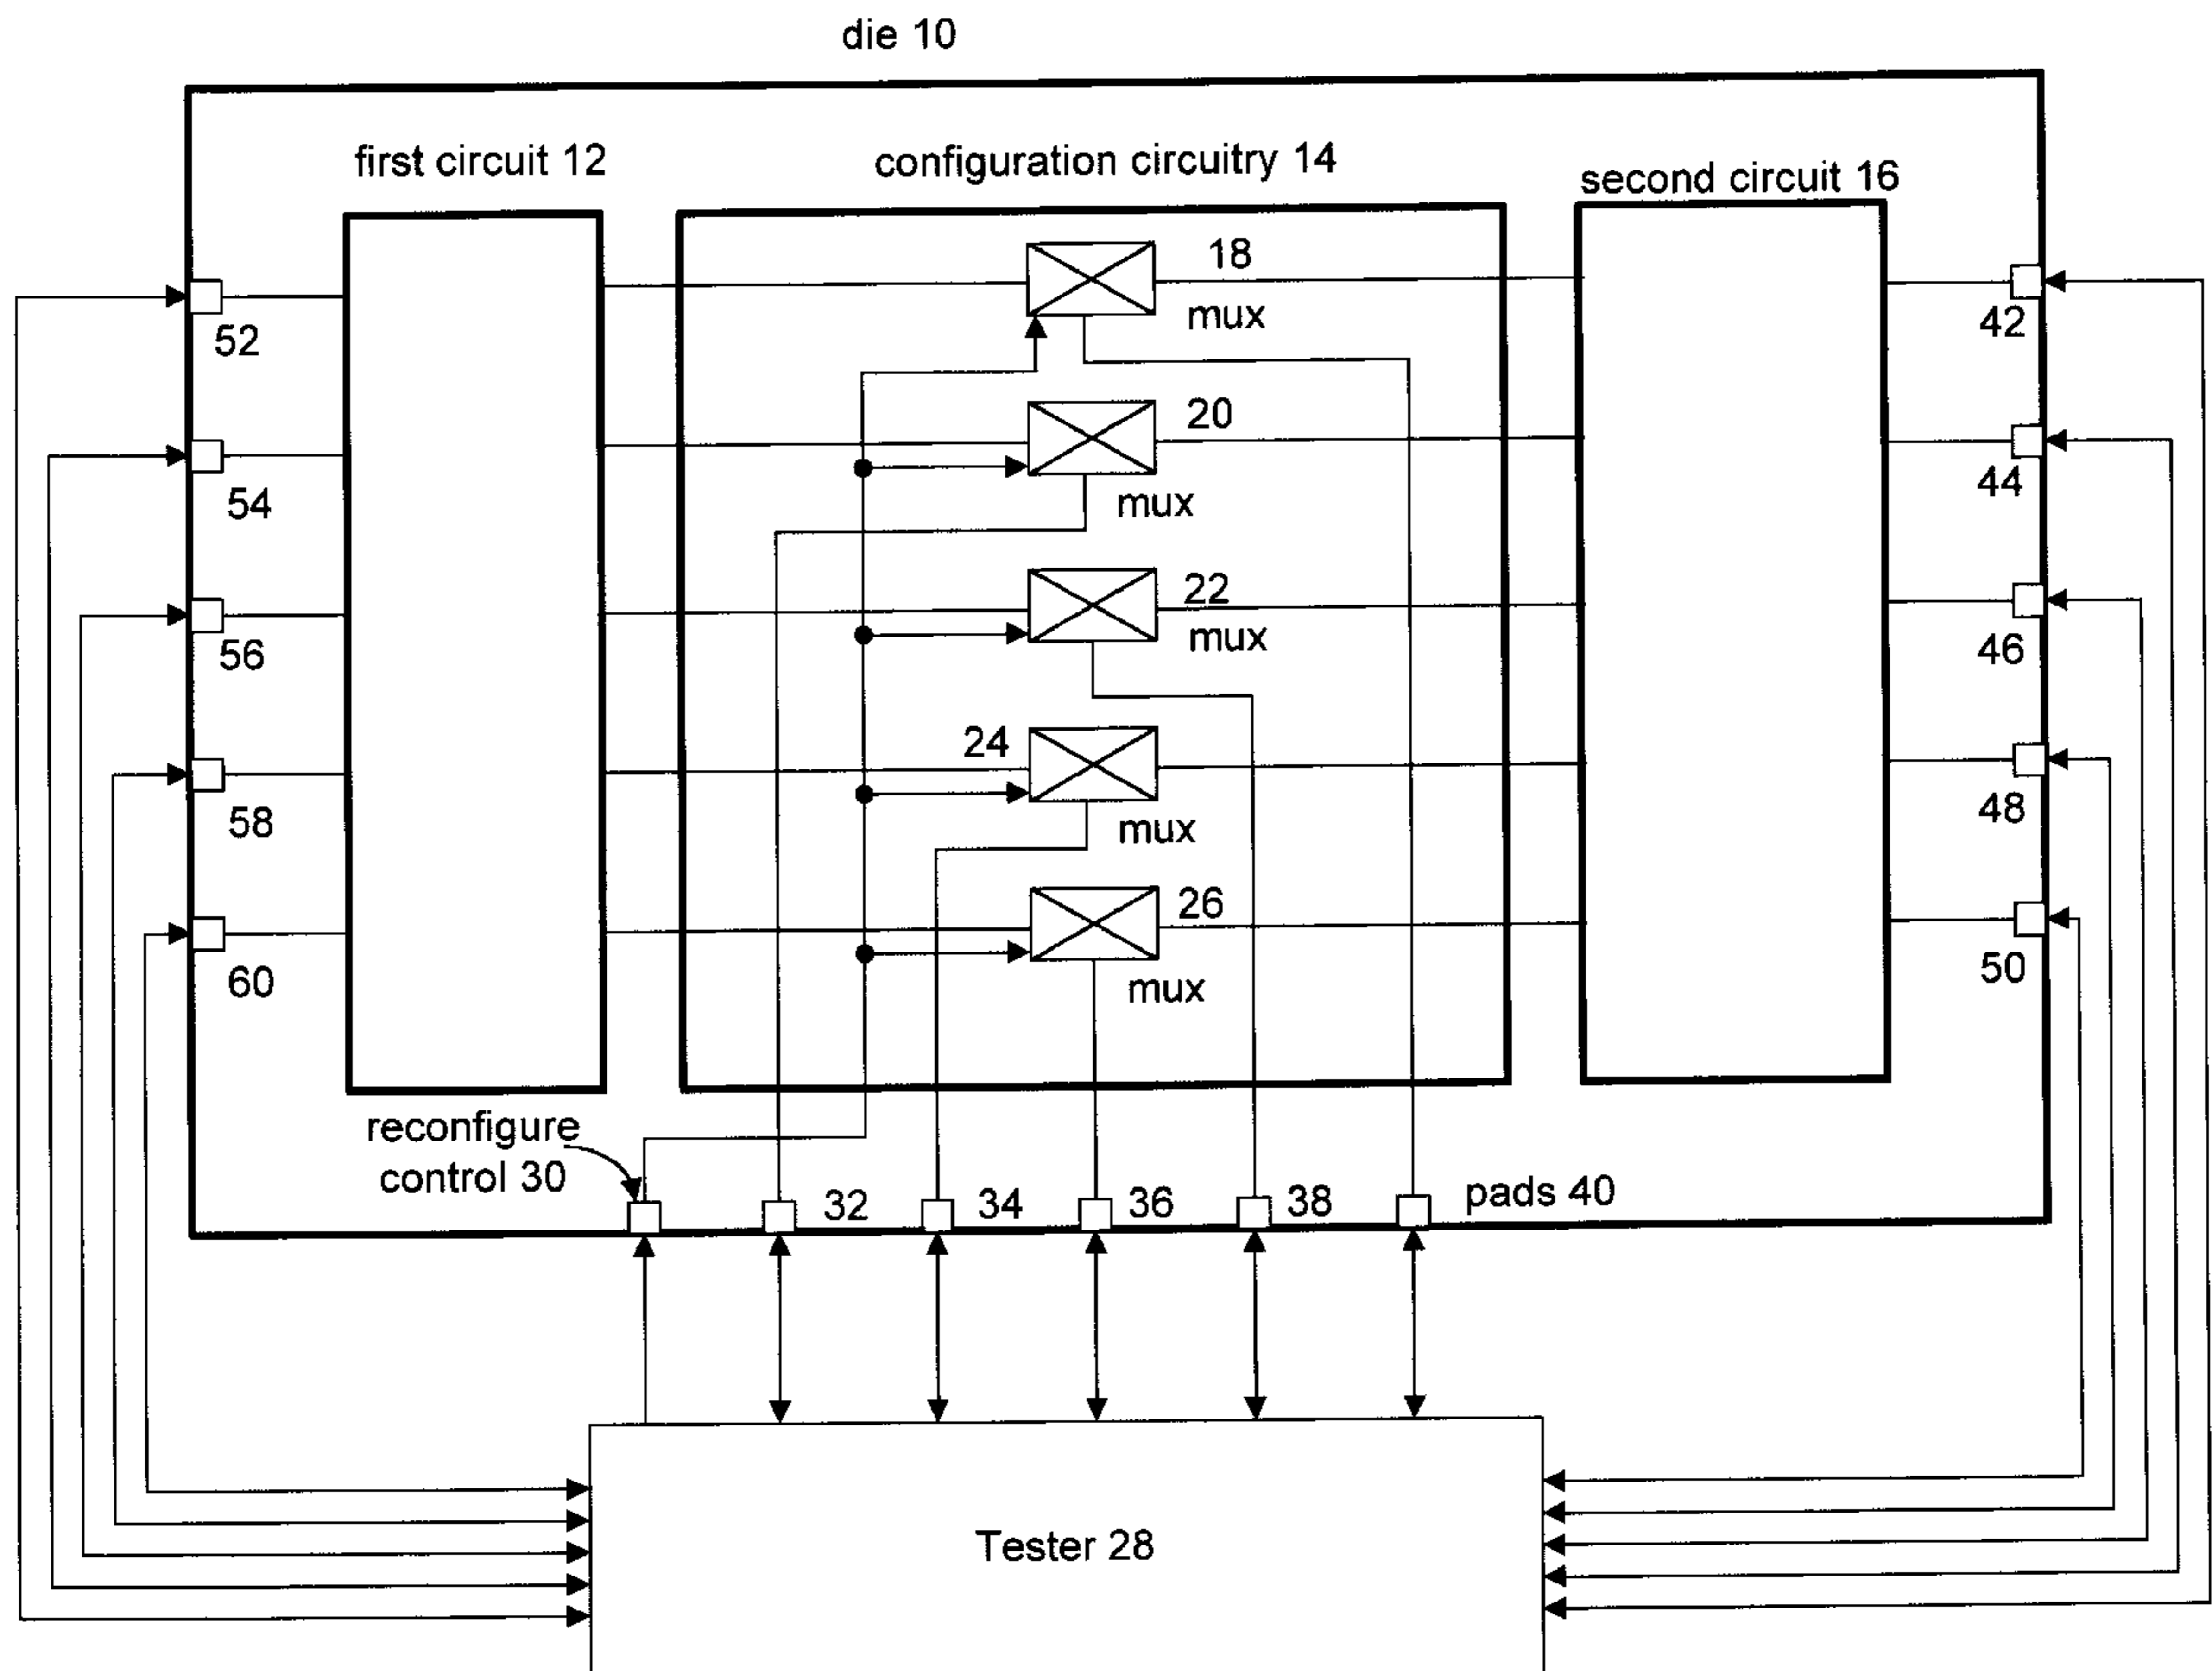 die 10
first circuit 12
configuration circuitry 14
second circuit 16
18
mux
52
42
20
mux
54
44
22
mux
56
46
24
mux
58
48
26
mux
60
50
reconfigure
control 30
32
34
36
38
pads 40
Tester 28